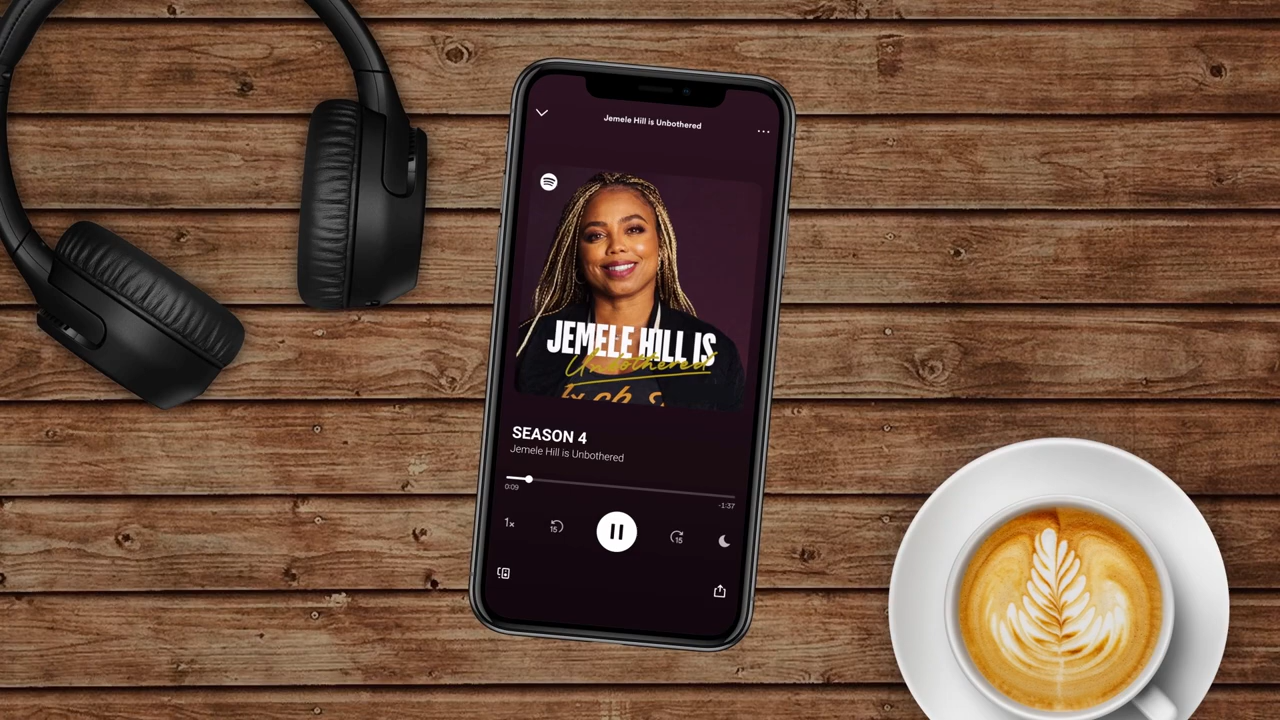 Jemele Hill is Unbothered
JEMELE HILL IS
Unbothered
SEASON 4
Jemele Hill is Unbothered
0:09
-1:37
1x
15
15